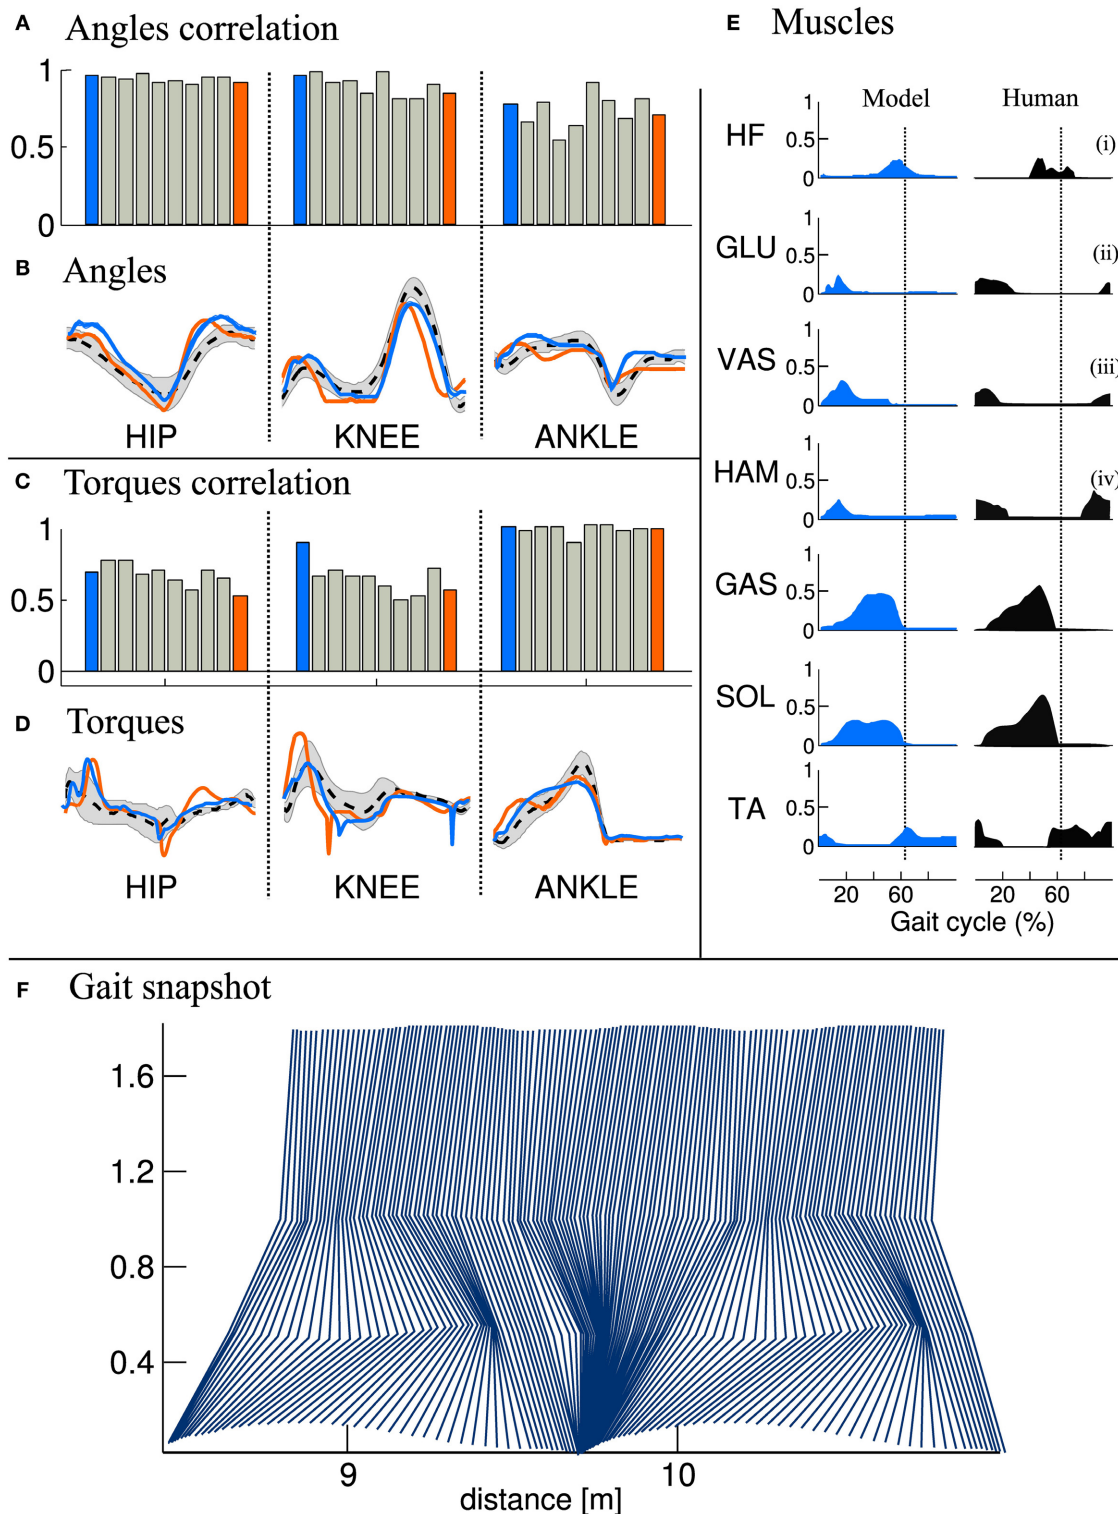 A Angles correlation
1
0.5
0
B Angles
HIP KNEE ANKLE
C Torques correlation
1
0.5
0
D Torques
HIP KNEE ANKLE
E Muscles
Model Human
HF
1
0.5
0
(i)
GLU
1
0.5
0
(ii)
VAS
1
0.5
0
(iii)
HAM
1
0.5
0
(iv)
GAS
1
0.5
0
SOL
1
0.5
0
TA
1
0.5
0
20 60 20 60
Gait cycle (%)
F Gait snapshot
1.6
1.2
0.8
0.4
9 10
distance [m]